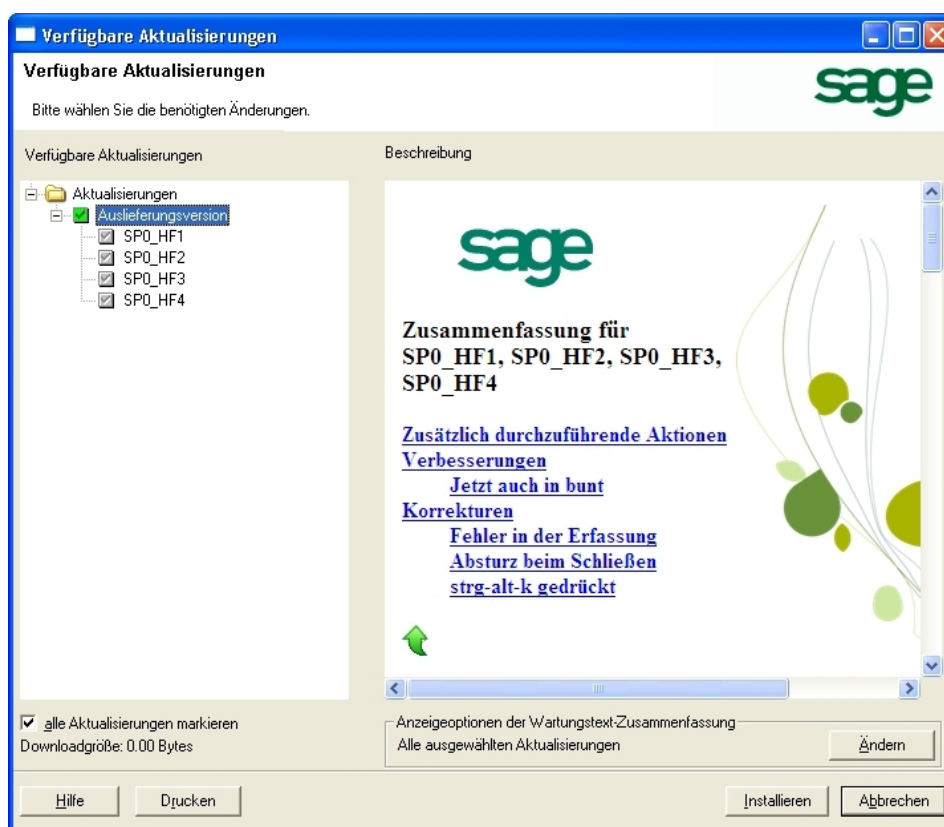 Verfügbare Aktualisierungen
Verfügbare Aktualisierungen
Bitte wählen Sie die benötigten Änderungen.
sage
Verfügbare Aktualisierungen
Beschreibung
Aktualisierungen
Auslieferungsversion
SP0_HF1
SP0_HF2
SP0_HF3
SP0_HF4
sage
Zusammenfassung für
SP0_HF1, SP0_HF2, SP0_HF3,
SP0_HF4
Zusätzlich durchzuführende Aktionen
Verbesserungen
Jetzt auch in bunt
Korrekturen
Fehler in der Erfassung
Absturz beim Schließen
strg-alt-k gedrückt
alle Aktualisierungen markieren
Downloadgröße: 0.00 Bytes
Anzeigeoptionen der Wartungstext-Zusammenfassung
Alle ausgewählten Aktualisierungen
Ändern
Hilfe
Drucken
Installieren
Abbrechen